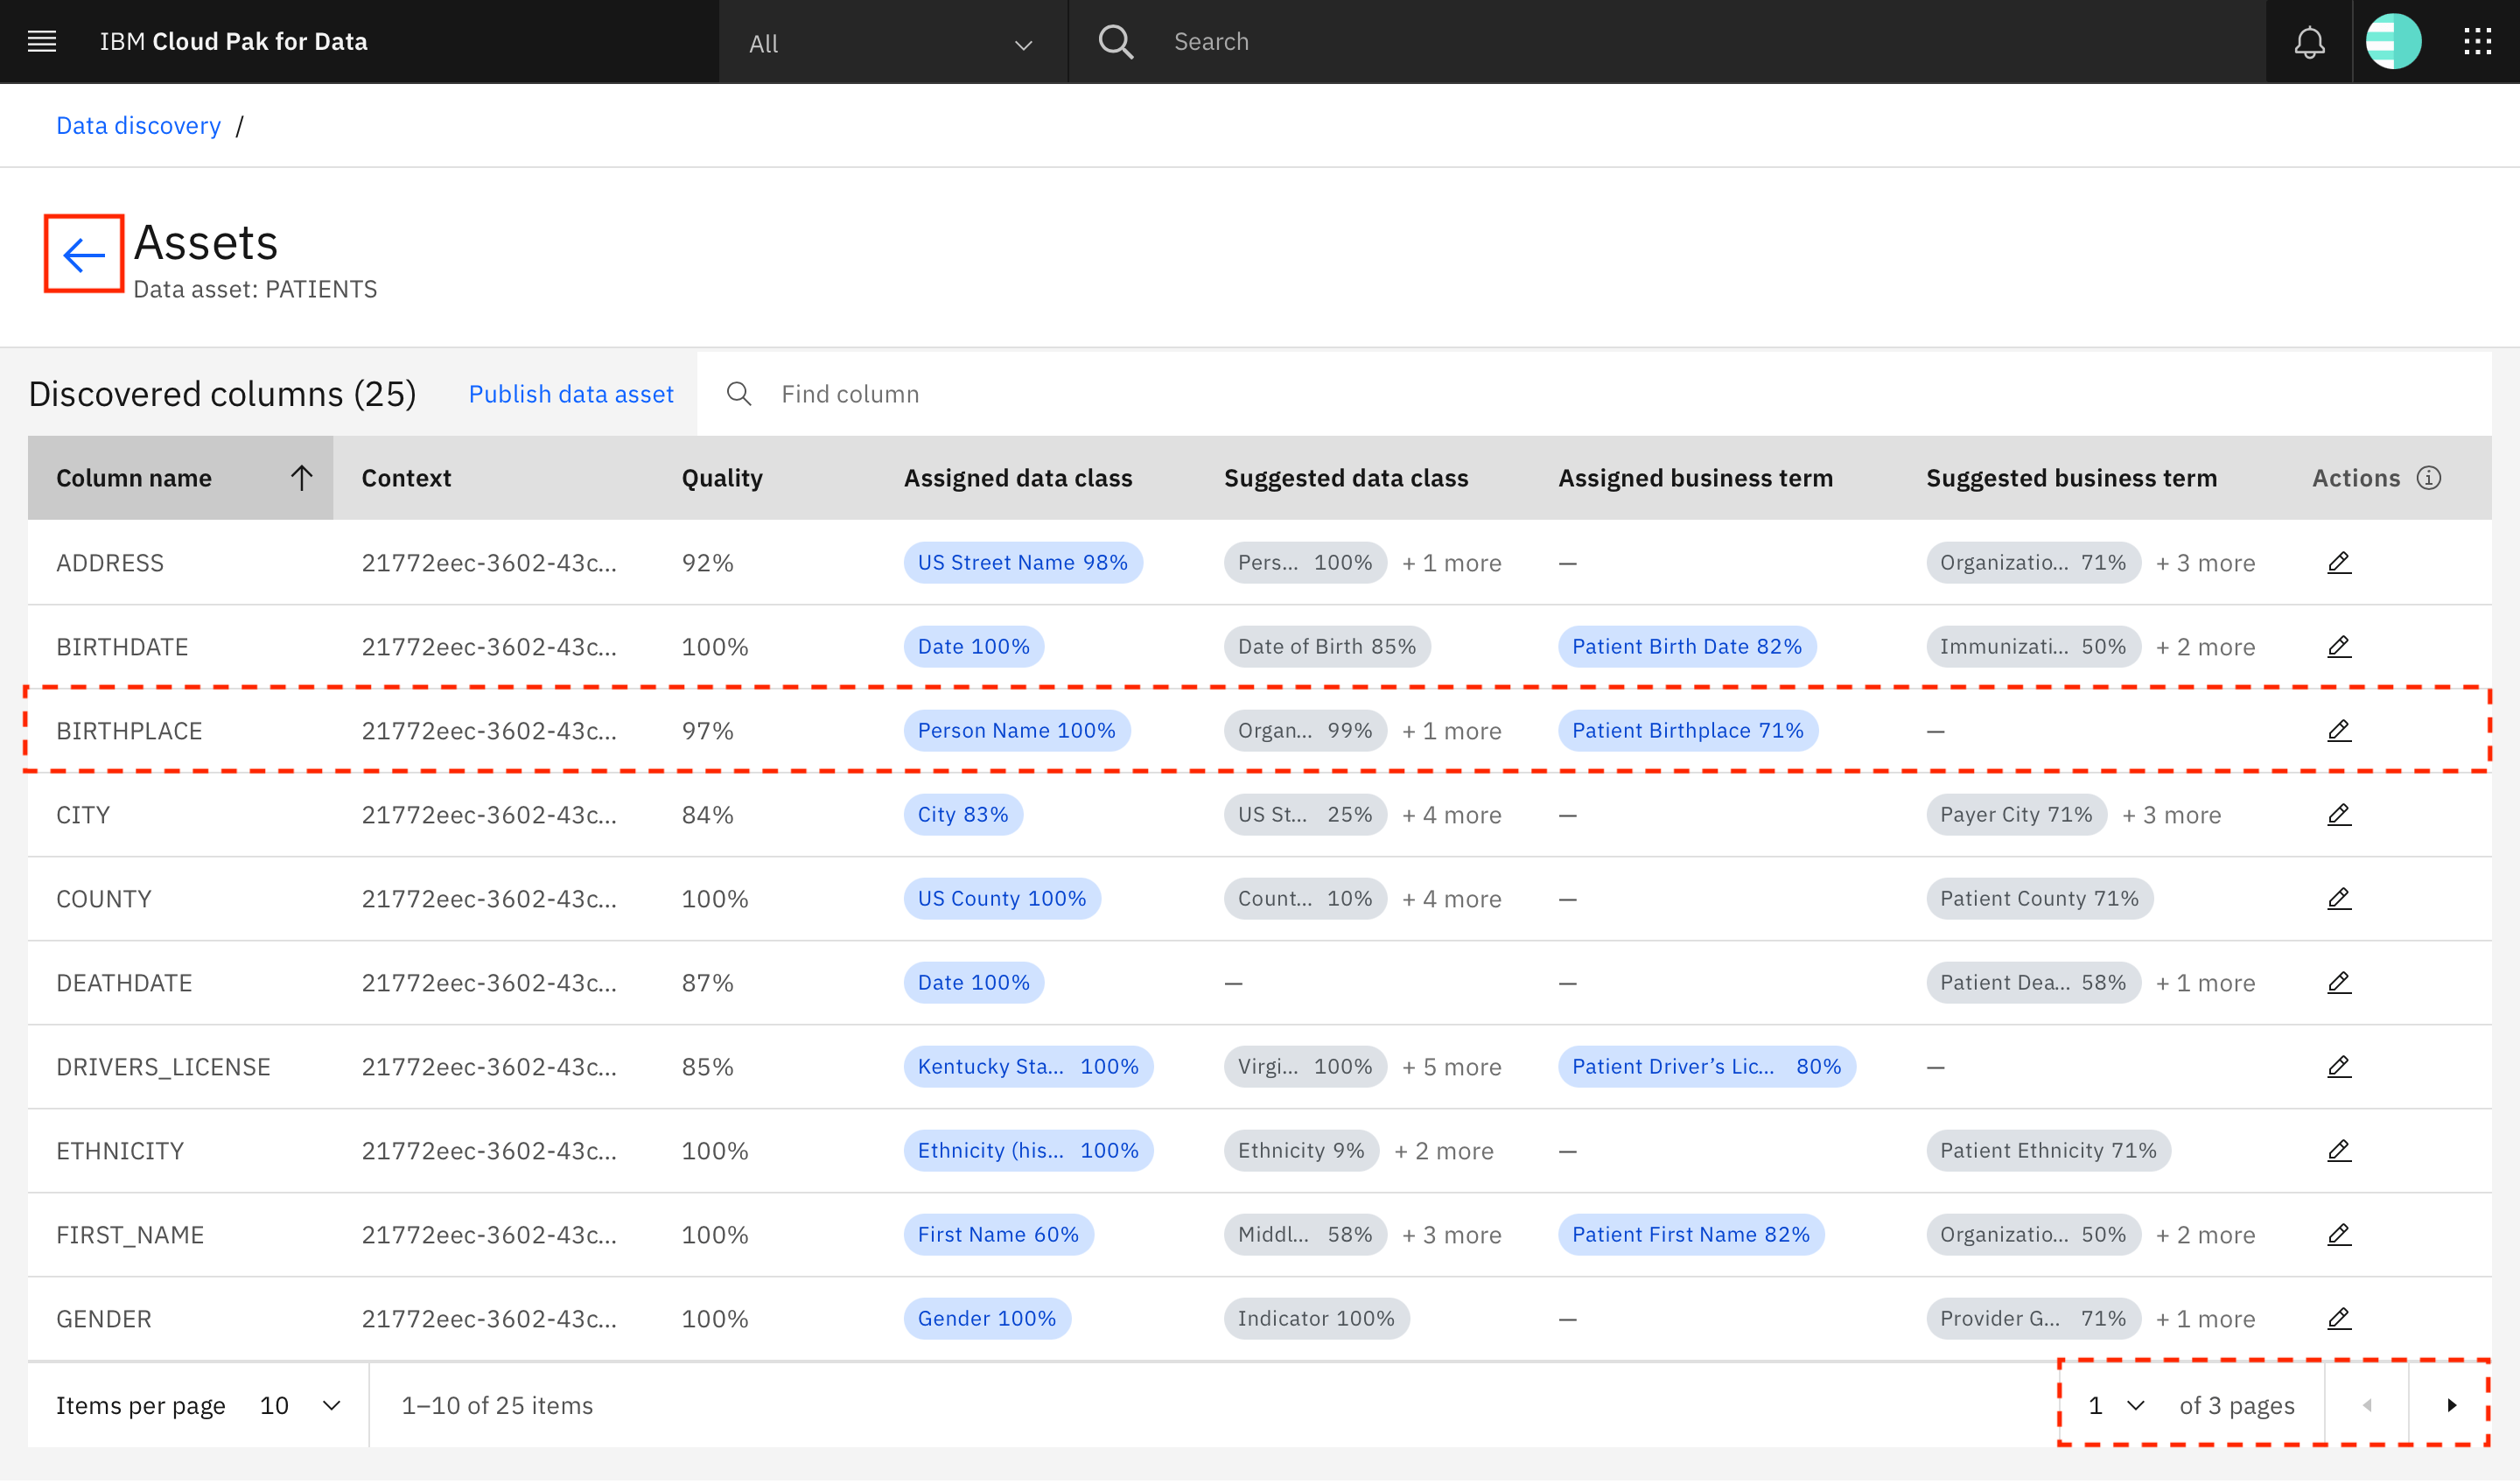 IBM Cloud Pak for Data All Search
Data discovery /
Assets
Data asset: PATIENTS
Discovered columns (25) Publish data asset Find column
Column name Context Quality Assigned data class Suggested data class Assigned business term Suggested business term Actions
ADDRESS 21772eec-3602-43c... 92% US Street Name 98% Pers... 100% + 1 more — Organizatio... 71% + 3 more
BIRTHDATE 21772eec-3602-43c... 100% Date 100% Date of Birth 85% Patient Birth Date 82% Immunizati... 50% + 2 more
BIRTHPLACE 21772eec-3602-43c... 97% Person Name 100% Organ... 99% + 1 more Patient Birthplace 71% —
CITY 21772eec-3602-43c... 84% City 83% US St... 25% + 4 more — Payer City 71% + 3 more
COUNTY 21772eec-3602-43c... 100% US County 100% Count... 10% + 4 more — Patient County 71%
DEATHDATE 21772eec-3602-43c... 87% Date 100% — — Patient Dea... 58% + 1 more
DRIVERS_LICENSE 21772eec-3602-43c... 85% Kentucky Sta... 100% Virgi... 100% + 5 more Patient Driver’s Lic... 80% —
ETHNICITY 21772eec-3602-43c... 100% Ethnicity (his... 100% Ethnicity 9% + 2 more — Patient Ethnicity 71%
FIRST_NAME 21772eec-3602-43c... 100% First Name 60% Middl... 58% + 3 more Patient First Name 82% Organizatio... 50% + 2 more
GENDER 21772eec-3602-43c... 100% Gender 100% Indicator 100% — Provider G... 71% + 1 more
Items per page 10 1–10 of 25 items 1 of 3 pages